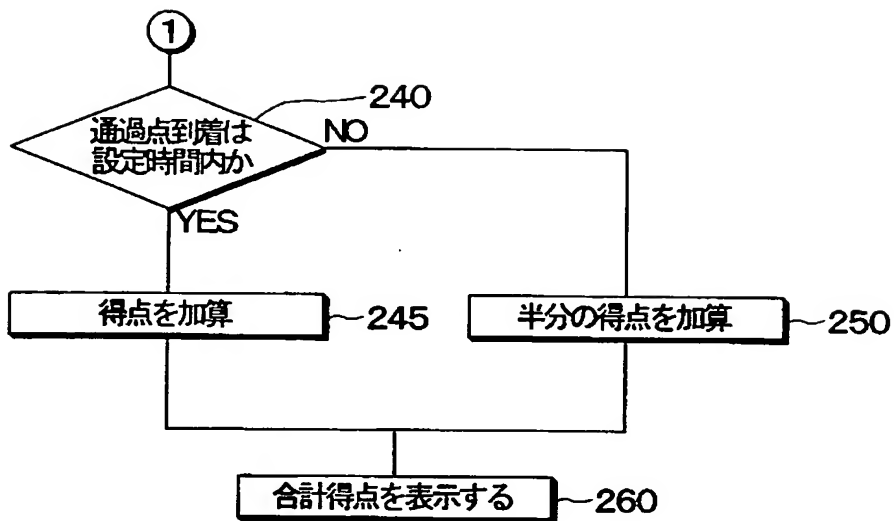 1
240
通過点到着は
設定時間内か
NO
YES
得点を加算
245
半分の得点を加算
250
合計得点を表示する
260